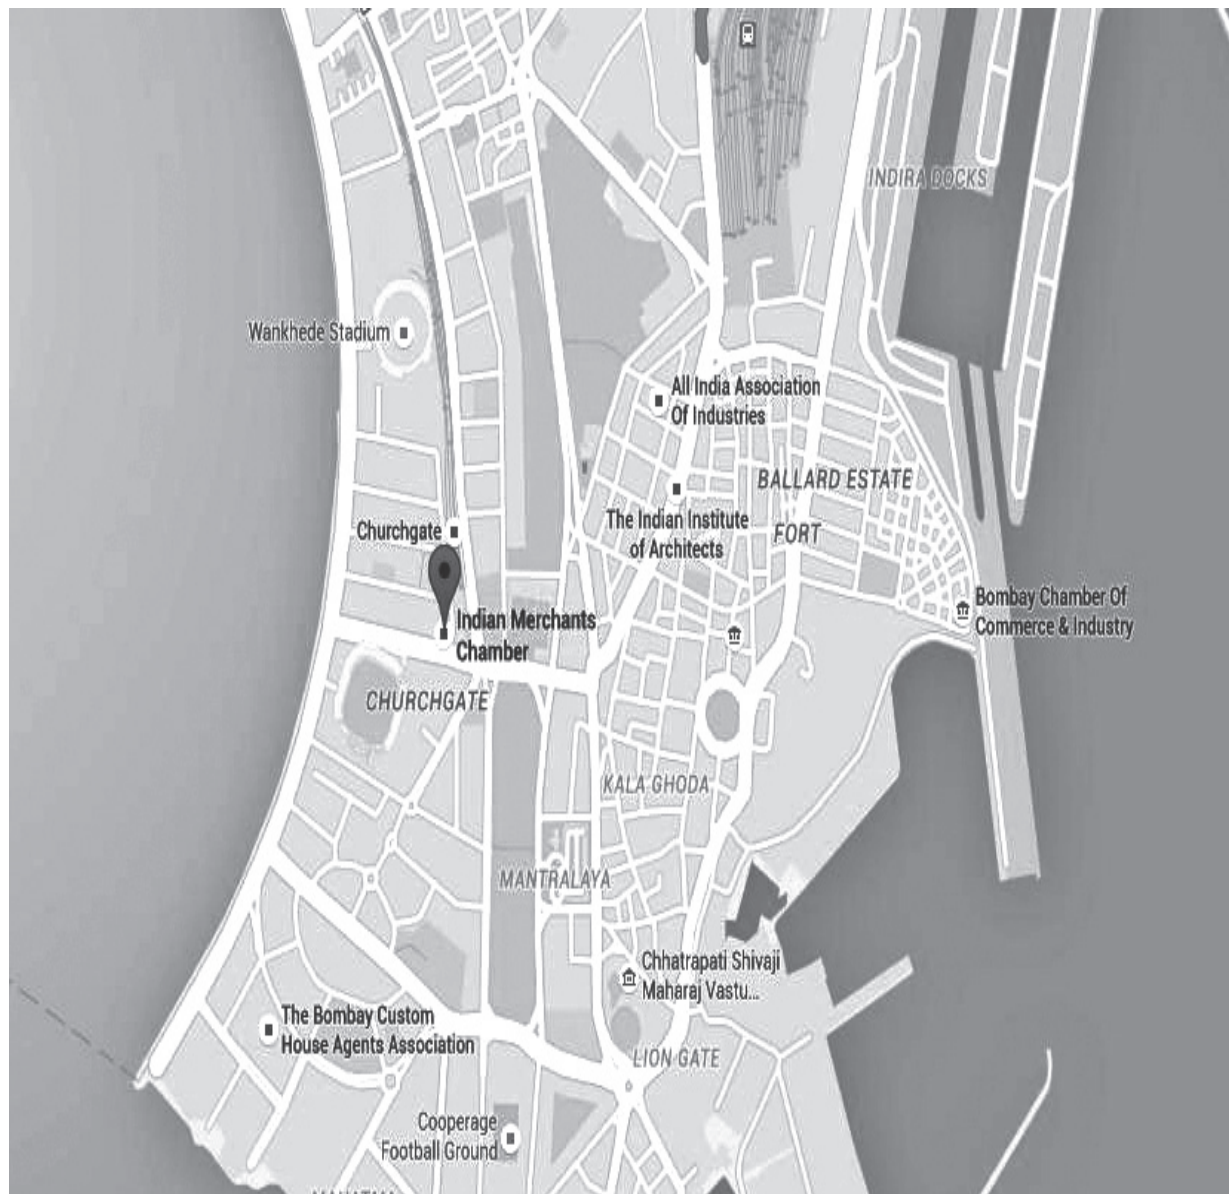 INDIRA DOCKS
Wankhede Stadium
All India Association
Of Industries
BALLARD ESTATE
The Indian Institute
of Architects
FORT
Churchgate
Bombay Chamber Of
Commerce & Industry
Indian Merchants
Chamber
CHURCHGATE
KALA GHODA
MANTRALAYA
Chhatrapati Shivaji
Maharaj Vastu...
The Bombay Custom
House Agents Association
LION GATE
Cooperage
Football Ground